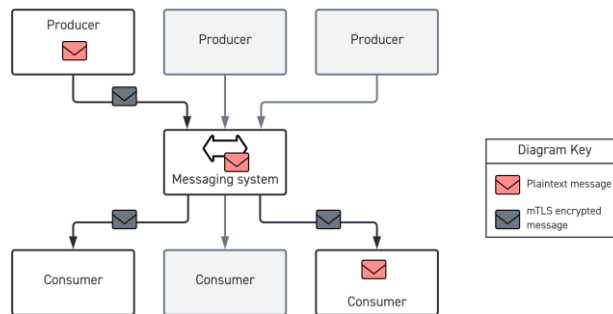 Producer
Producer
Producer
Messaging system
Consumer
Consumer
Consumer
Diagram Key
Plaintext message
mTLS encrypted
message